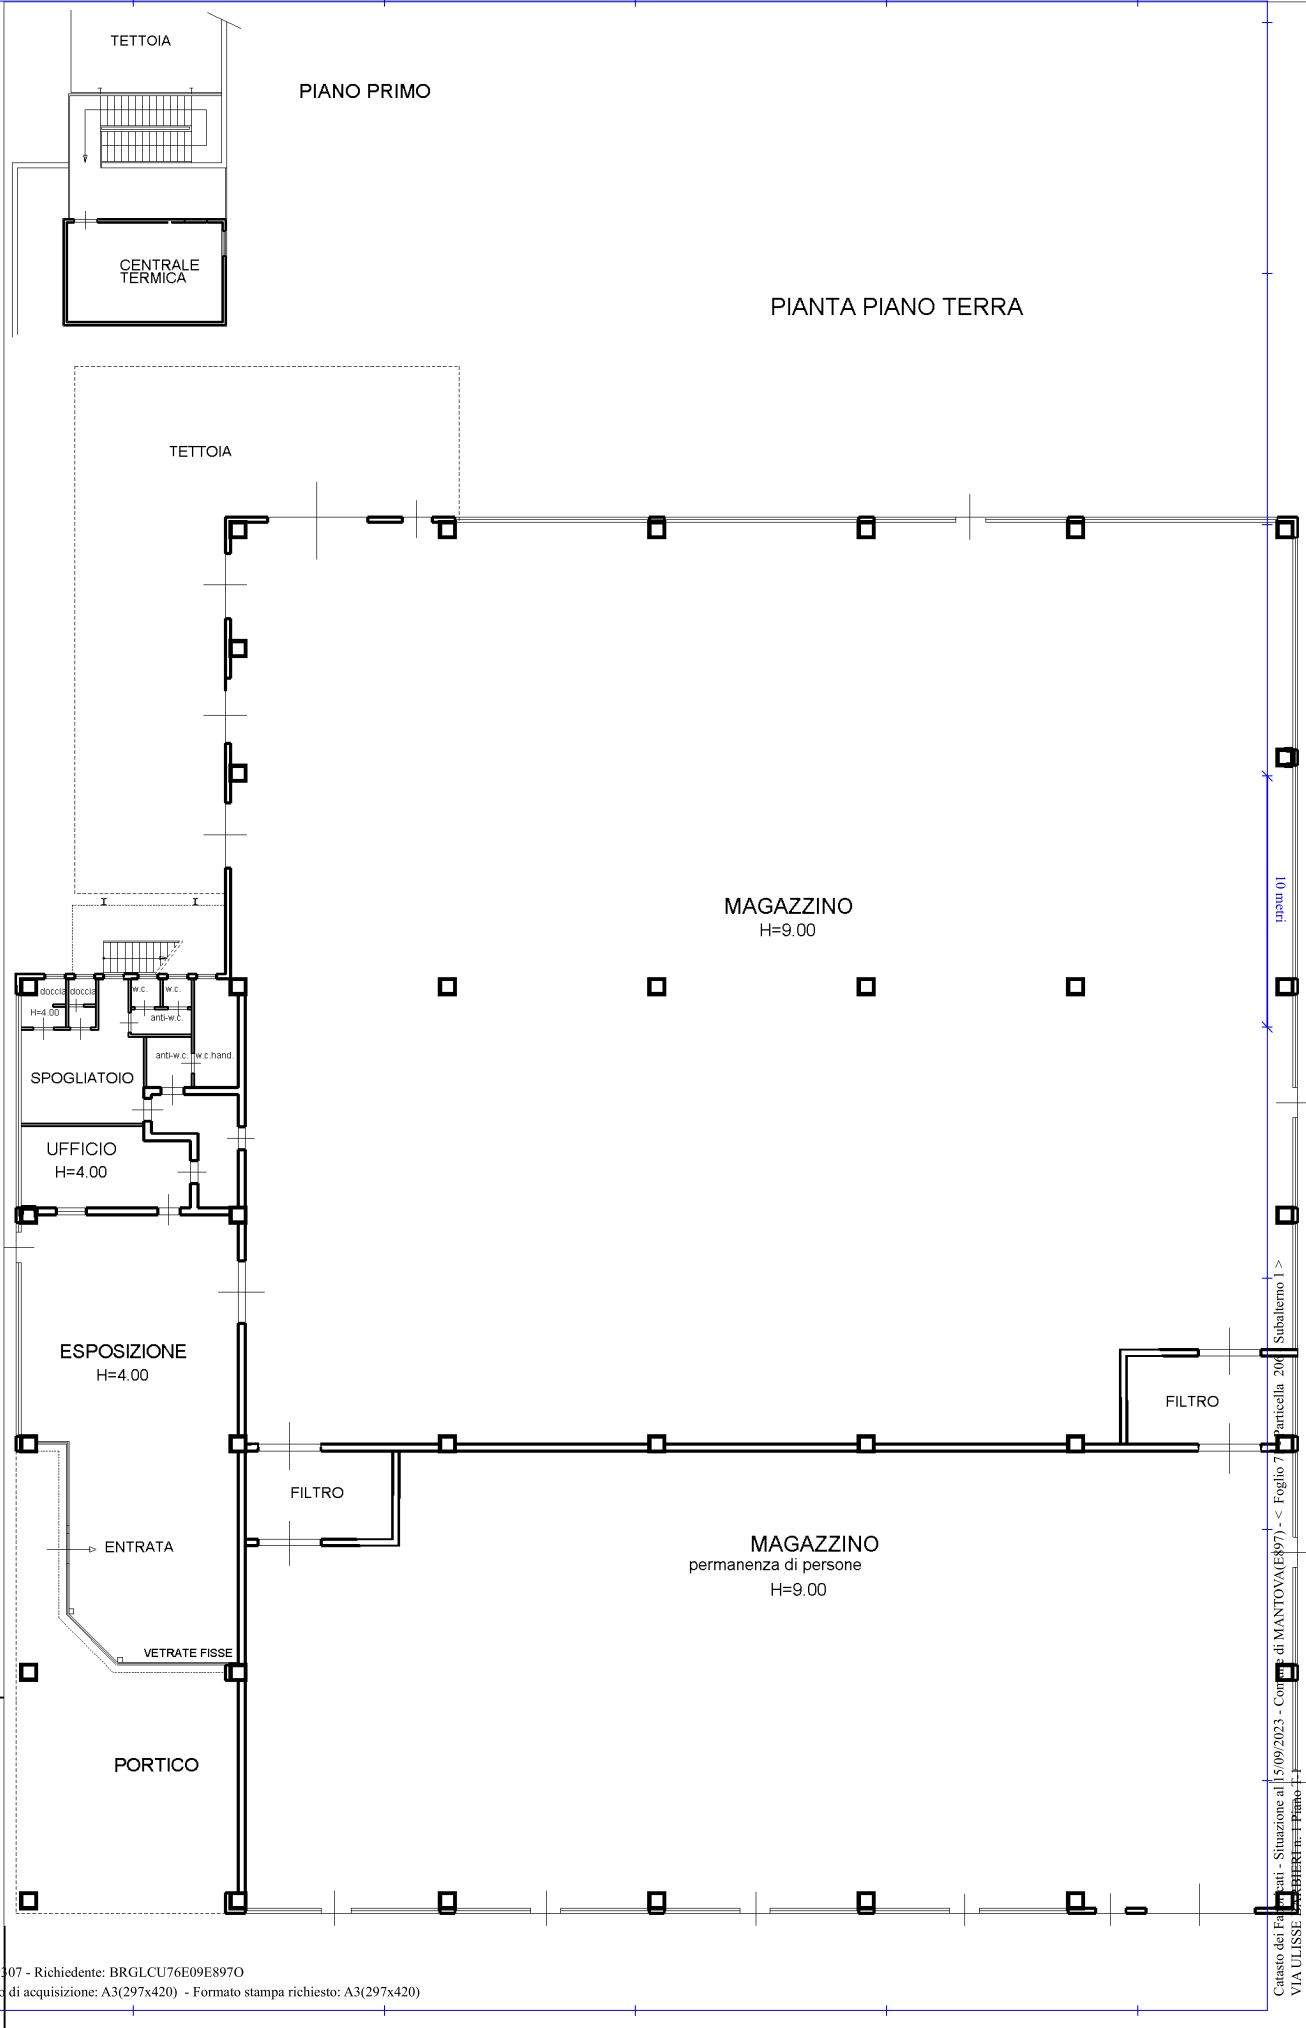 TETTOIA
PIANO PRIMO
CENTRALE
TERMICA
PIANTA PIANO TERRA
TETTOIA
MAGAZZINO
H=9.00
10 metri
doccia
doccia
w.c.
w.c.
H=4.00
anti-w.c.
anti-w.c.
w.c.hand.
SPOGLIATOIO
UFFICIO
H=4.00
ESPOSIZIONE
H=4.00
FILTRO
FILTRO
ENTRATA
MAGAZZINO
permanenza di persone
H=9.00
VETRATE FISSE
PORTICO
Catasto dei Fabbricati - Situazione al 15/09/2023 - Comune di MANTOVA(E897) - < Foglio 7 Particella 206 Subalterno 1 >
VIA ULISSE BARBIERI n. 1 Piano T-1
307 - Richiedente: BRGLCU76E09E897O
di acquisizione: A3(297x420) - Formato stampa richiesto: A3(297x420)